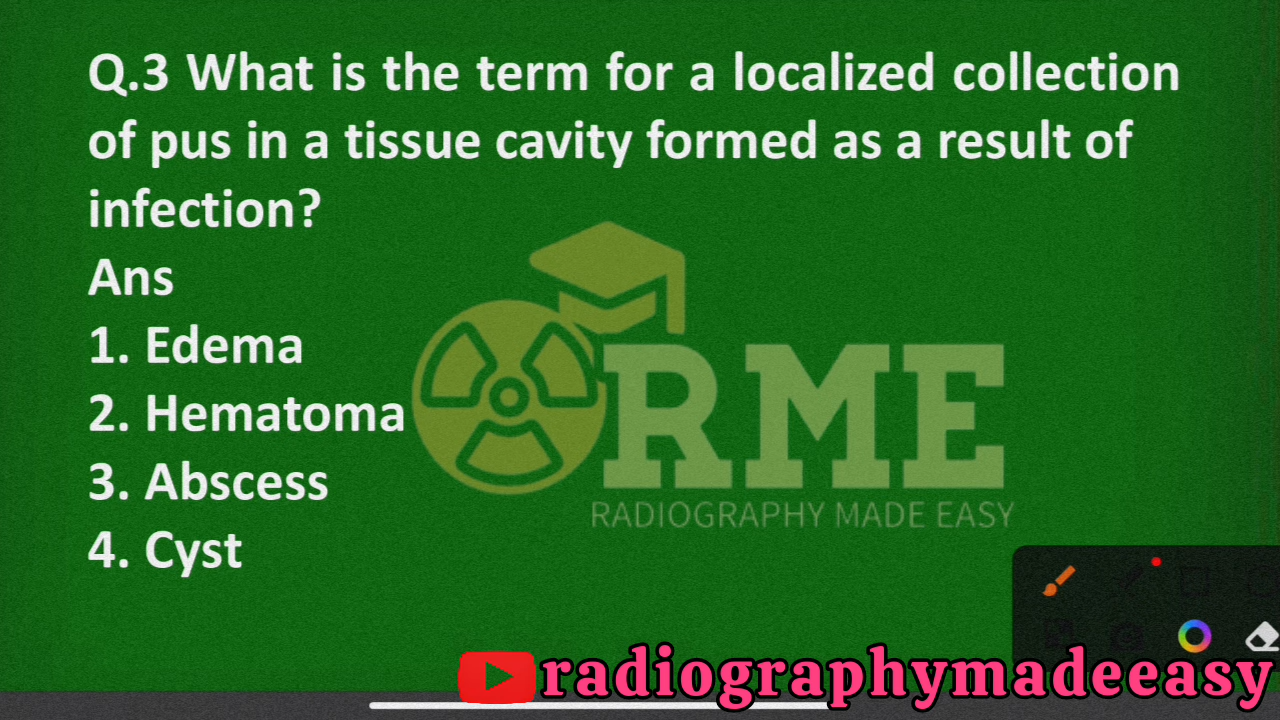 Q.3 What is the term for a localized collection
of pus in a tissue cavity formed as a result of
infection?
Ans
1. Edema
2. Hematoma
3. Abscess
4. Cyst
RME
RADIOGRAPHY MADE EASY
radiographymadeeasy